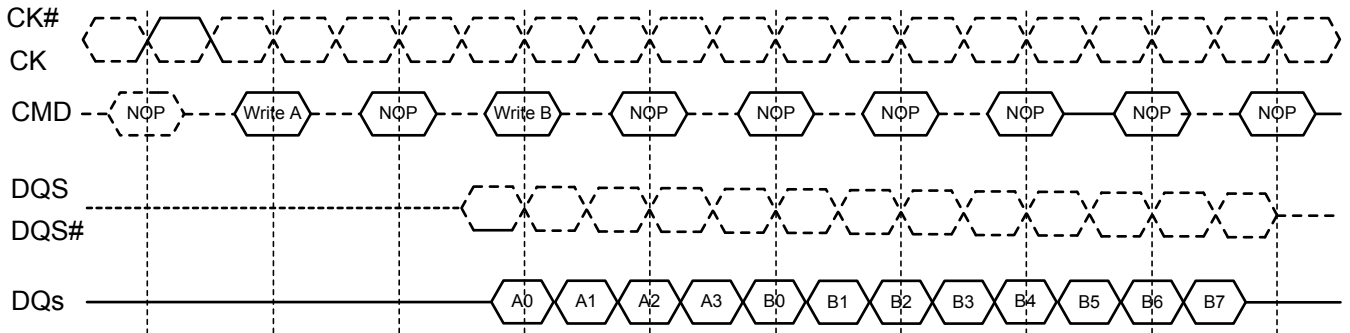 CK#
CK
CMD NOP Write A NOP Write B NOP NOP NOP NOP NOP NOP
DQS
DQS#
DQs A0 A1 A2 A3 B0 B1 B2 B3 B4 B5 B6 B7